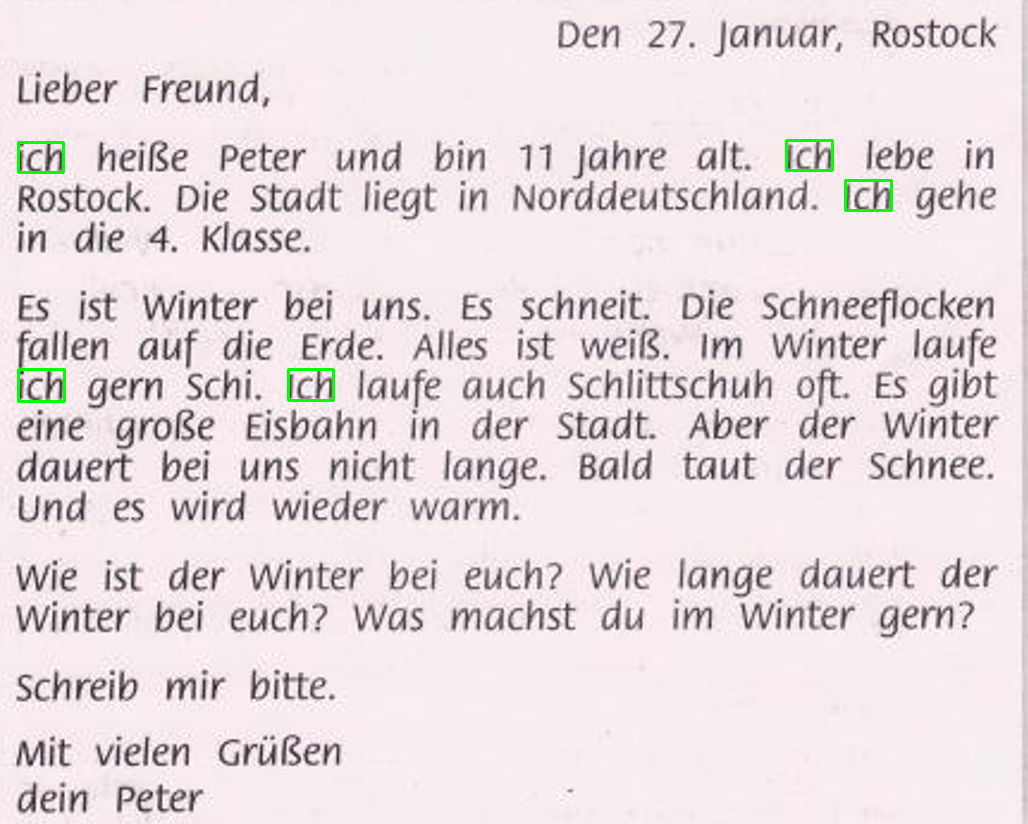 Den 27. Januar, Rostock
Lieber Freund,
ich heiße Peter und bin 11 Jahre alt. Ich lebe in
Rostock. Die Stadt liegt in Norddeutschland. Ich gehe
in die 4. Klasse.
Es ist Winter bei uns. Es schneit. Die Schneeflocken
fallen auf die Erde. Alles ist weiß. Im Winter laufe
ich gern Schi. Ich laufe auch Schlittschuh oft. Es gibt
eine große Eisbahn in der Stadt. Aber der Winter
dauert bei uns nicht lange. Bald taut der Schnee.
Und es wird wieder warm.
Wie ist der Winter bei euch? Wie lange dauert der
Winter bei euch? Was machst du im Winter gern?
Schreib mir bitte.
Mit vielen Grüßen
dein Peter